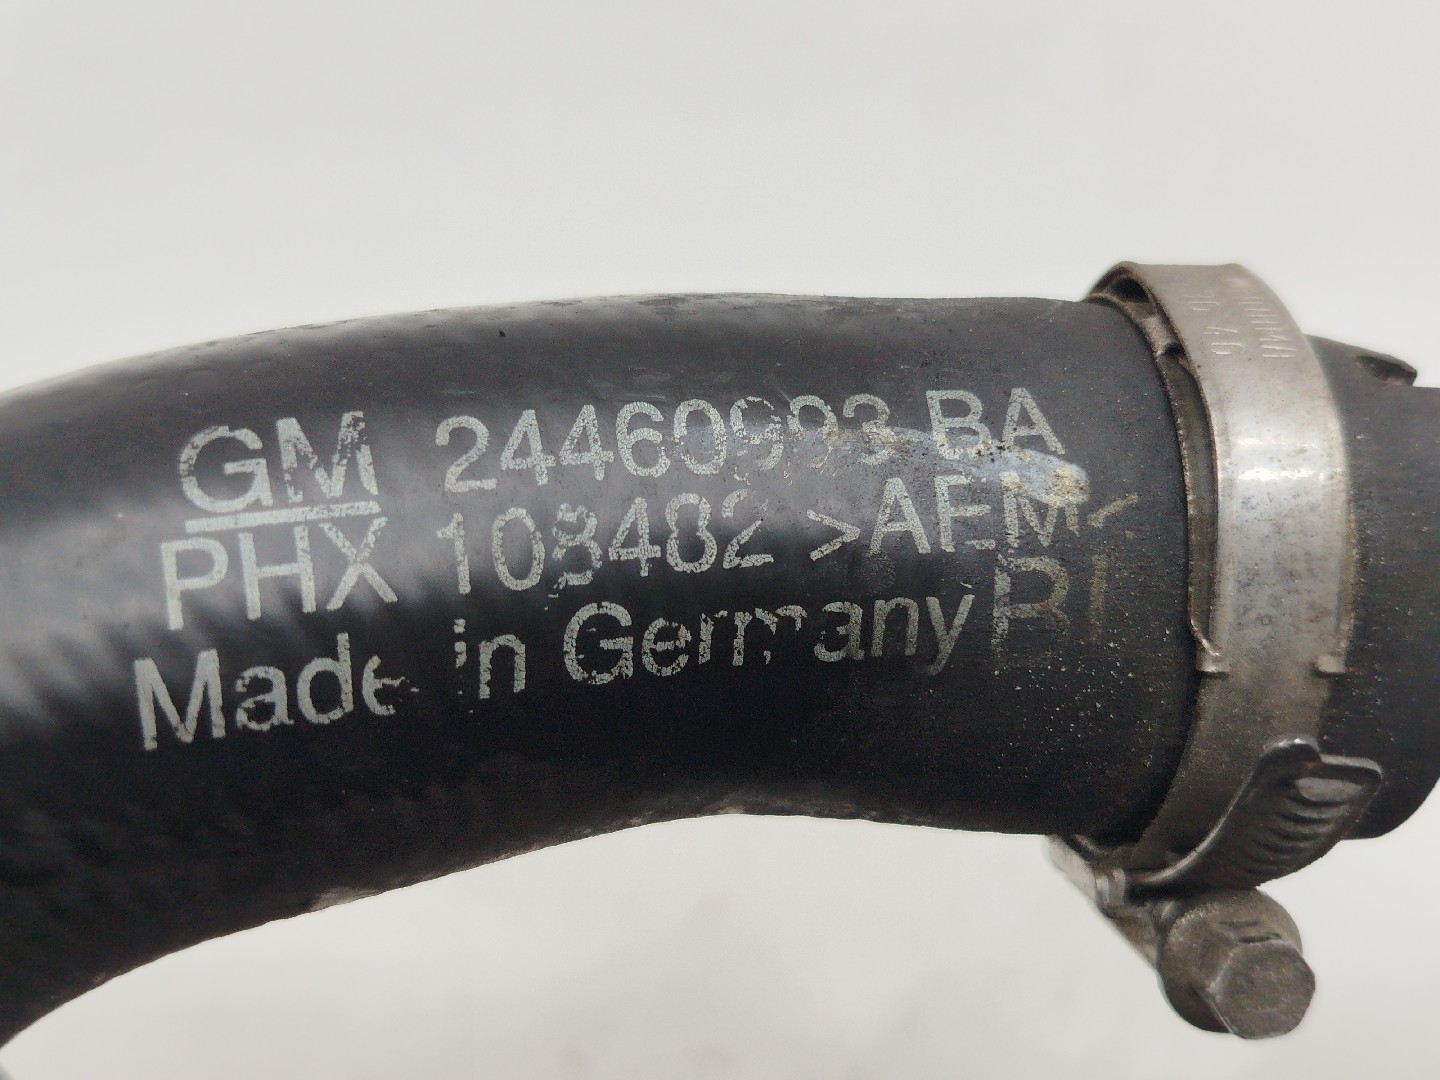 GM 24460993 BA
PHX 108482 >AEM
Made in Germany